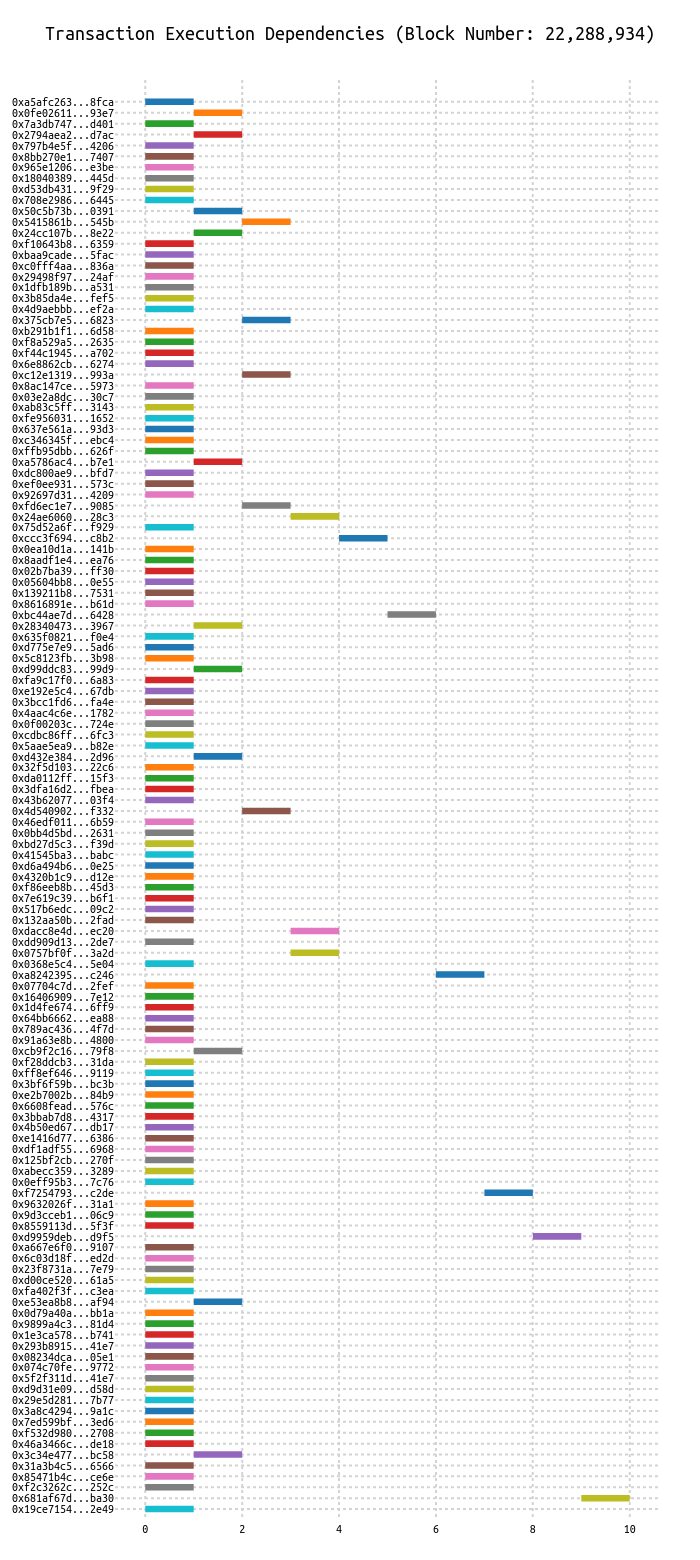 Transaction Execution Dependencies (Block Number: 22,288,934)
0xa5afc263...8fca
0x0fe02611...93e7
0x7a3db747...d401
0x2794aea2...d7ac
0x797b4e5f...4206
0x8bb270e1...7407
0x965e1206...e3be
0x18040389...445d
0xd53db431...9f29
0x708e2986...6445
0x50c5b73b...0391
0x5415861b...545b
0x24cc107b...8e22
0xf10643b8...6359
0xbaa9cade...5fac
0xc0fff4aa...836a
0x29498f97...24af
0x1dfb189b...a531
0x3b85da4e...fef5
0x4d9aebbb...ef2a
0x375cb7e5...6823
0xb291b1f1...6d58
0xf8a529a5...2635
0xf44c1945...a702
0x6e8862cb...6274
0xc12e1319...993a
0x8ac147ce...5973
0x03e2a8dc...30c7
0xab83c5ff...3143
0xfe956031...1652
0x637e561a...93d3
0xc346345f...ebc4
0xffb95dbb...626f
0xa5786ac4...b7e1
0xdc800ae9...bfd7
0xef0ee931...573c
0x92697d31...4209
0xfd6ec1e7...9085
0x24ae6060...28c3
0x75d52a6f...f929
0xccc3f694...c8b2
0x0ea10d1a...141b
0x8aadf1e4...ea76
0x02b7ba39...ff30
0x05604bb8...0e55
0x139211b8...7531
0x8616891e...b61d
0xbc44ae7d...6428
0x28340473...3967
0x635f0821...f0e4
0xd775e7e9...5ad6
0x5c8123fb...3b98
0xd99ddc83...99d9
0xfa9c17f0...6a83
0xe192e5c4...67db
0x3bcc1fd6...fa4e
0x4aac4c6e...1782
0x0f00203c...724e
0xcdbc86ff...6fc3
0x5aae5ea9...b82e
0xd432e384...2d96
0x32f5d103...22c6
0xda0112ff...15f3
0x3dfa16d2...fbea
0x43b62077...03f4
0x4d540902...f332
0x46edf011...6b59
0x0bb4d5bd...2631
0xbd27d5c3...f39d
0x41545ba3...babc
0xd6a494b6...0e25
0x4320b1c9...d12e
0xf86eeb8b...45d3
0x7e619c39...b6f1
0x517b6edc...09c2
0x132aa50b...2fad
0xdacc8e4d...ec20
0xdd909d13...2de7
0x0757bf0f...3a2d
0x0368e5c4...5e04
0xa8242395...c246
0x07704c7d...2fef
0x16406909...7e12
0x1d4fe674...6ff9
0x64bb6662...ea88
0x789ac436...4f7d
0x91a63e8b...4800
0xcb9f2c16...79f8
0xf28ddcb3...31da
0xff8ef646...9119
0x3bf6f59b...bc3b
0xe2b7002b...84b9
0x6608fead...576c
0x3bbab7d8...4317
0x4b50ed67...db17
0xe1416d77...6386
0xdf1adf55...6968
0x125bf2cb...270f
0xabecc359...3289
0x0eff95b3...7c76
0xf7254793...c2de
0x9632026f...31a1
0x9d3cceb1...06c9
0x8559113d...5f3f
0xd9959deb...d9f5
0xa667e6f0...9107
0x6c03d18f...ed2d
0x23f8731a...7e79
0xd00ce520...61a5
0xfa402f3f...c3ea
0xe53ea8b8...af94
0x0d79a40a...bb1a
0x9899a4c3...81d4
0x1e3ca578...b741
0x293b8915...41e7
0x08234dca...05e1
0x074c70fe...9772
0x5f2f311d...41e7
0xd9d31e09...d58d
0x29e5d281...7b77
0x3a8c4294...9a1c
0x7ed599bf...3ed6
0xf532d980...2708
0x46a3466c...de18
0x3c34e477...bc58
0x31a3b4c5...6566
0x85471b4c...ce6e
0xf2c3262c...252c
0x681af67d...ba30
0x19ce7154...2e49
0 2 4 6 8 10